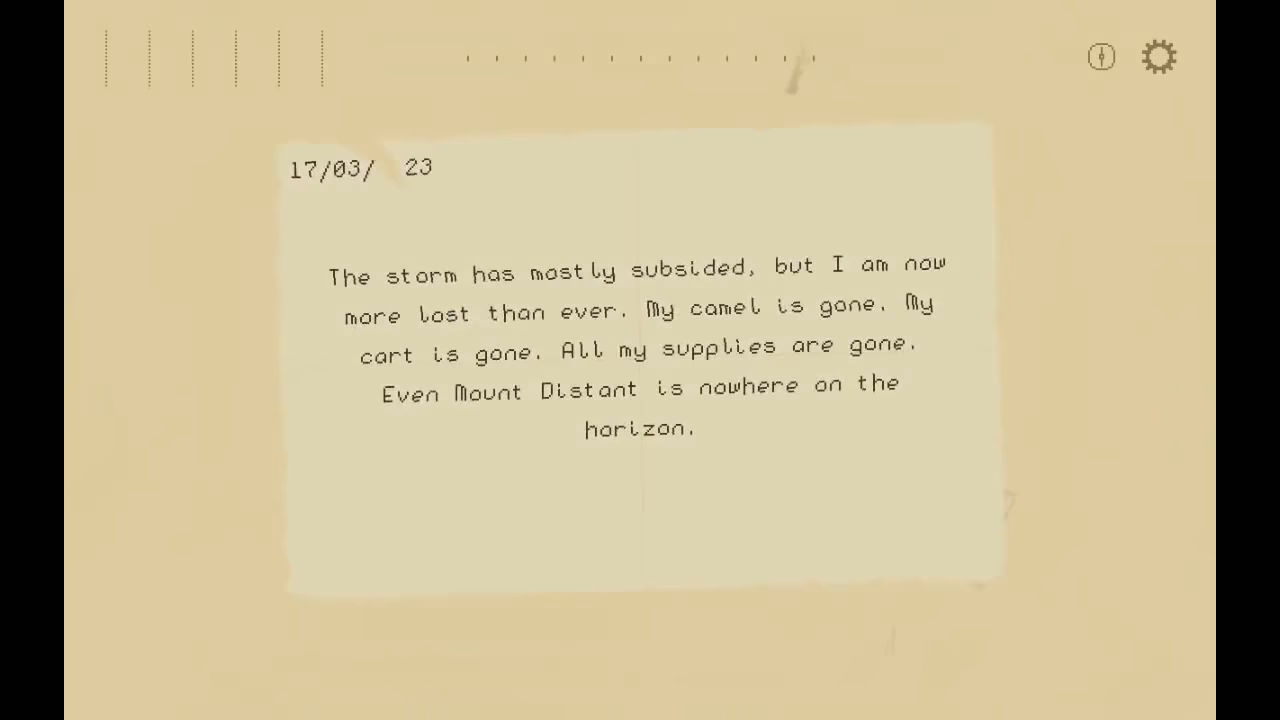 17/03/  23
The storm has mostly subsided, but I am now
more lost than ever. My camel is gone. My
cart is gone. All my supplies are gone.
Even Mount Distant is nowhere on the
horizon.